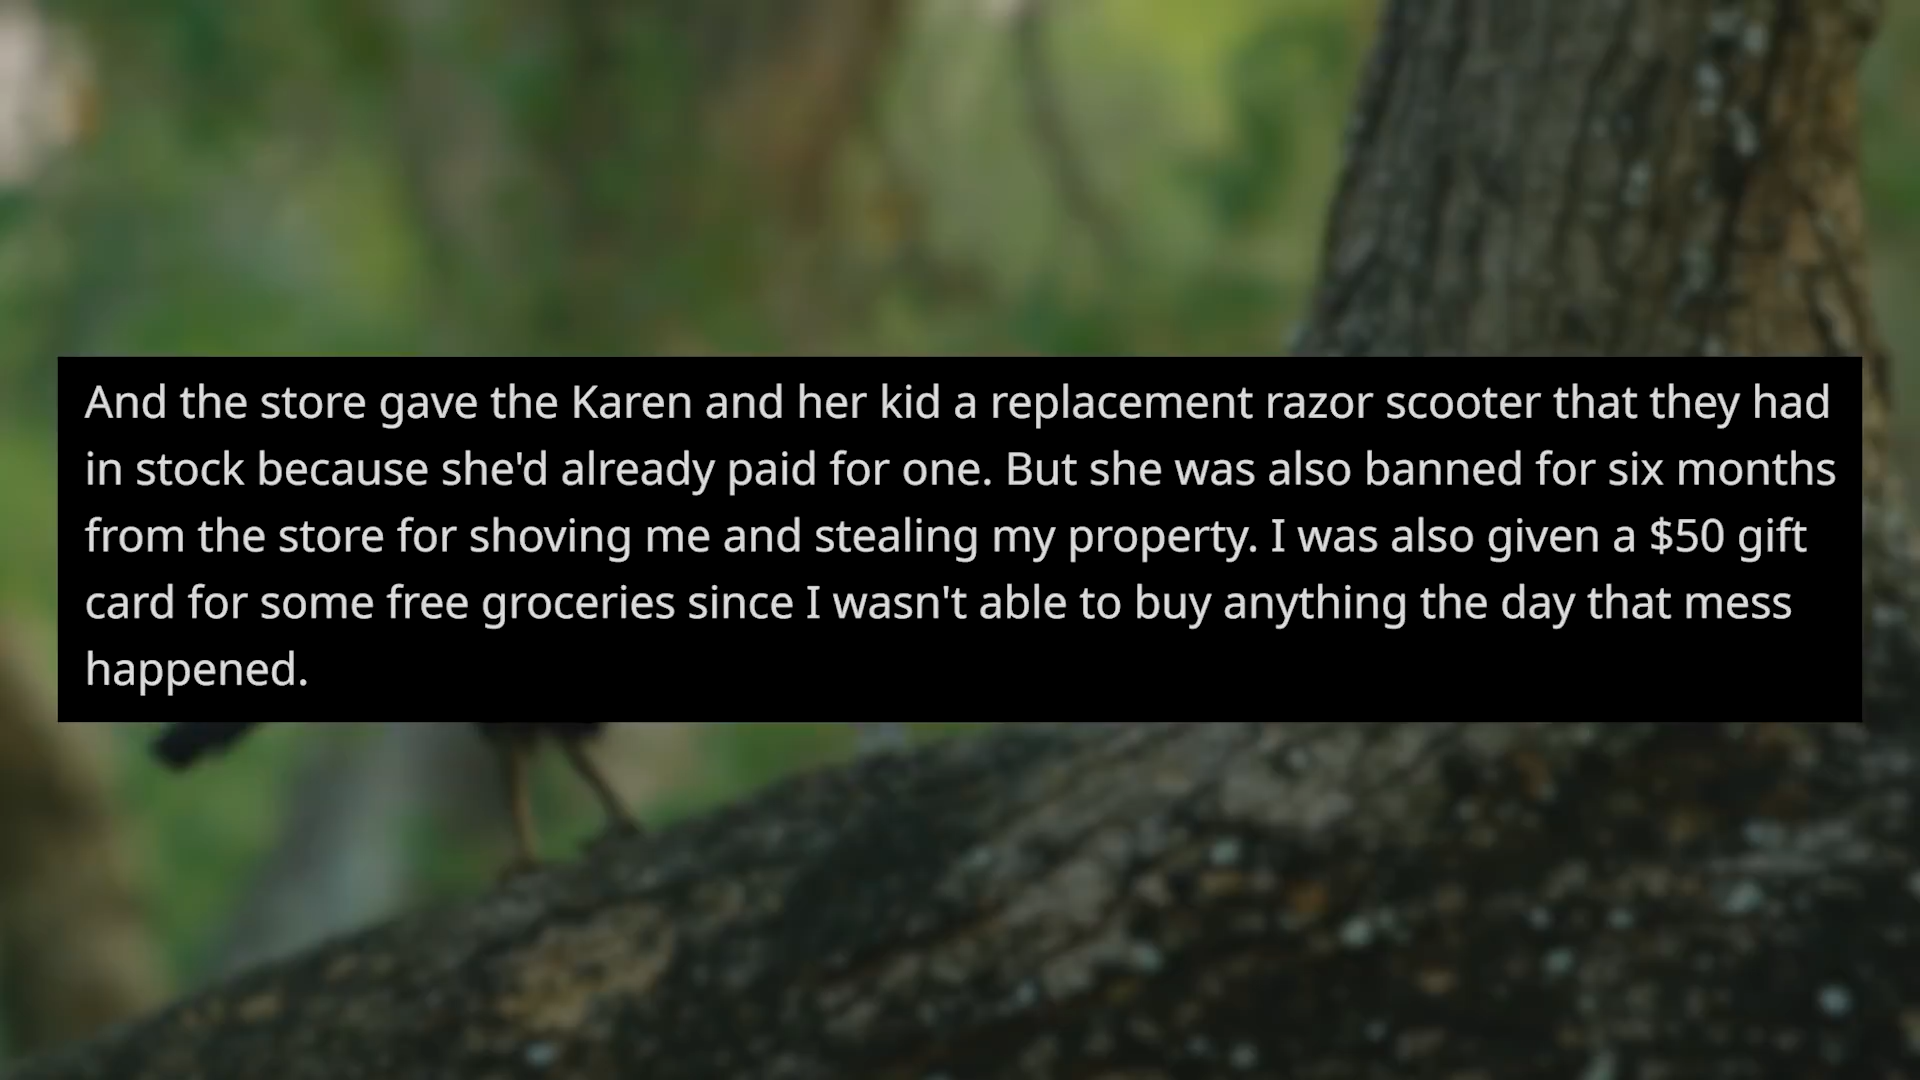 And the store gave the Karen and her kid a replacement razor scooter that they had
in stock because she'd already paid for one. But she was also banned for six months
from the store for shoving me and stealing my property. I was also given a $50 gift
card for some free groceries since I wasn't able to buy anything the day that mess
happened.